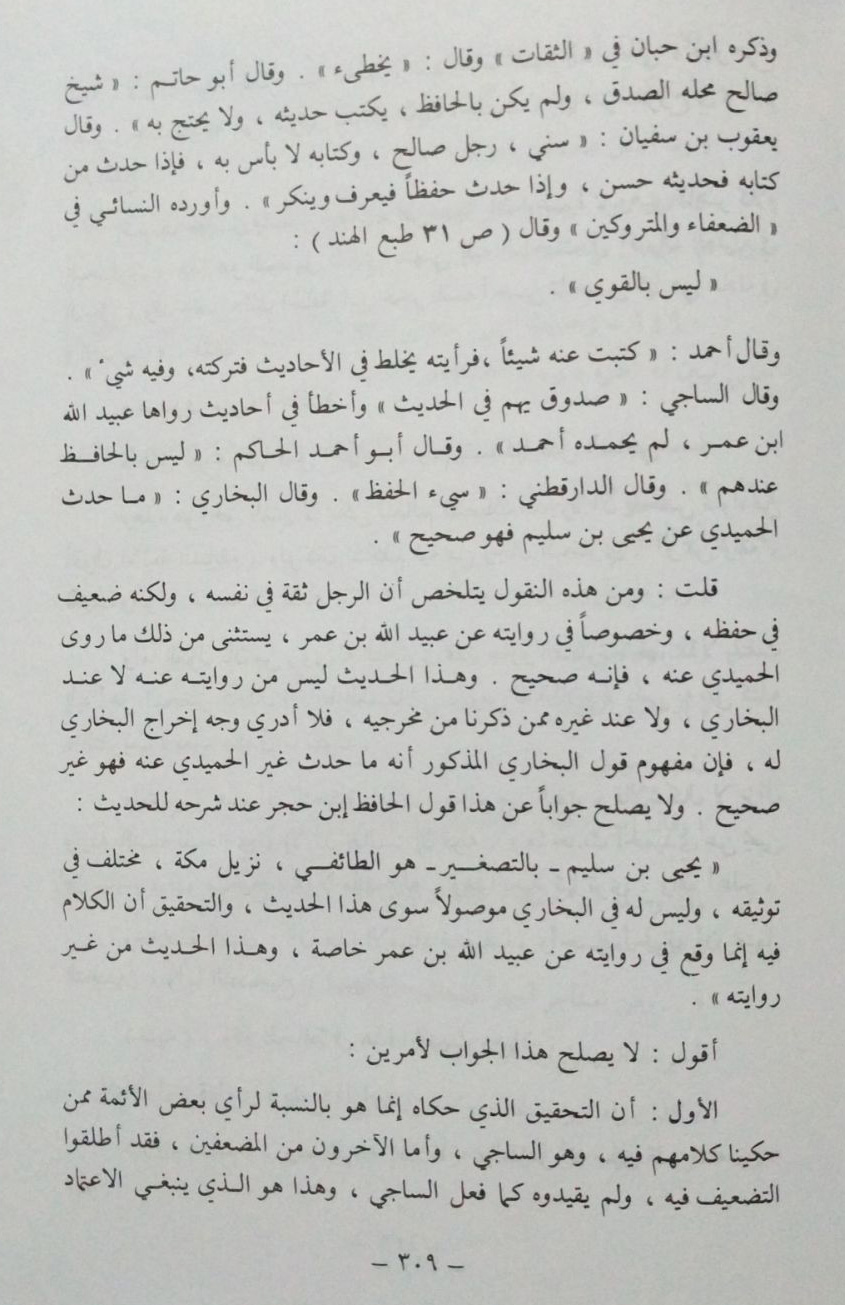 وذكره ابن حبان في « الثقات » وقال : « يخطىء » . وقال أبو حاتم : « شيخ
صالح محله الصدق ، ولم يكن بالحافظ ، يكتب حديثه ، ولا يحتج به » . وقال
يعقوب بن سفيان : « سني ، رجل صالح ، وكتابه لا بأس به ، فإذا حدث من
كتابه فحديثه حسن ، وإذا حدث حفظاً فيعرف وينكر » . وأورده النسائي في
« الضعفاء والمتروكين » وقال ( ص ٣١ طبع الهند ) :
« ليس بالقوي » .
وقال أحمد : « كتبت عنه شيئاً ،فرأيته يخلط في الأحاديث فتركته، وفيه شيء » .
وقال الساجي : « صدوق يهم في الحديث » وأخطأ في أحاديث رواها عبيد الله
ابن عمر ، لم يحمده أحمد » . وقال أبو أحمد الحاكم : « ليس بالحافظ
عندهم » . وقال الدارقطني : « سيء الحفظ » . وقال البخاري : « ما حدث
الحميدي عن يحيى بن سليم فهو صحيح » .
قلت : ومن هذه النقول يتلخص أن الرجل ثقة في نفسه ، ولكنه ضعيف
في حفظه ، وخصوصاً في روايته عن عبيد الله بن عمر ، يستثنى من ذلك ما روى
الحميدي عنه ، فإنه صحيح . وهذا الحديث ليس من روايته عنه لا عند
البخاري ، ولا عند غيره ممن ذكرنا من مخرجيه ، فلا أدري وجه إخراج البخاري
له ، فإن مفهوم قول البخاري المذكور أنه ما حدث غير الحميدي عنه فهو غير
صحيح . ولا يصلح جواباً عن هذا قول الحافظ إبن حجر عند شرحه للحديث :
« يحيى بن سليم ـ بالتصغير ـ هو الطائفي ، نزيل مكة ، مختلف في
توثيقه ، وليس له في البخاري موصولاً سوى هذا الحديث ، والتحقيق أن الكلام
فيه إنما وقع في روايته عن عبيد الله بن عمر خاصة ، وهذا الحديث من غير
روايته » .
أقول : لا يصلح هذا الجواب لأمرين :
الأول : أن التحقيق الذي حكاه إنما هو بالنسبة لرأي بعض الأئمة ممن
حكينا كلامهم فيه ، وهو الساجي ، وأما الآخرون من المضعفين ، فقد أطلقوا
التضعيف فيه ، ولم يقيدوه كما فعل الساجي ، وهذا هو الذي ينبغي الاعتماد
– ٣٠٩ –